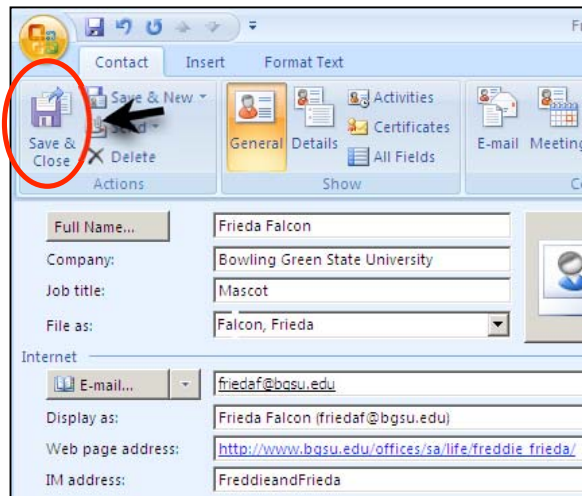 Fr
Contact Insert Format Text
Save & Close
Save & New
Delete
General Details
Activities
Certificates
All Fields
E-mail Meeting
Actions Show Co
Full Name... Frieda Falcon
Company: Bowling Green State University
Job title: Mascot
File as: Falcon, Frieda
Internet
E-mail... friedaf@bgsu.edu
Display as: Frieda Falcon (friedaf@bgsu.edu)
Web page address: http://www.bgsu.edu/offices/sa/life/freddie_frieda/
IM address: FreddieandFrieda